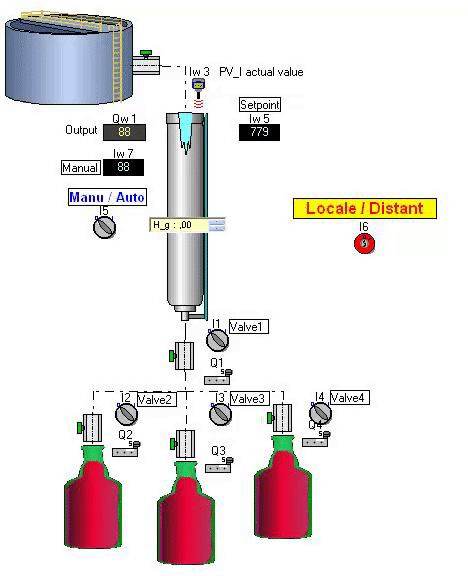 Iw 3 PV_I actual value
Setpoint
Qw 1
Iw 5
Output 88
779
Iw 7
Manual 88
Manu / Auto
I5
Locale / Distant
I6
H_g : ,00
I1 Valve1
Q1
S
I2 Valve2
I3 Valve3
I4 Valve4
Q2
Q3
Q4
S
S
S